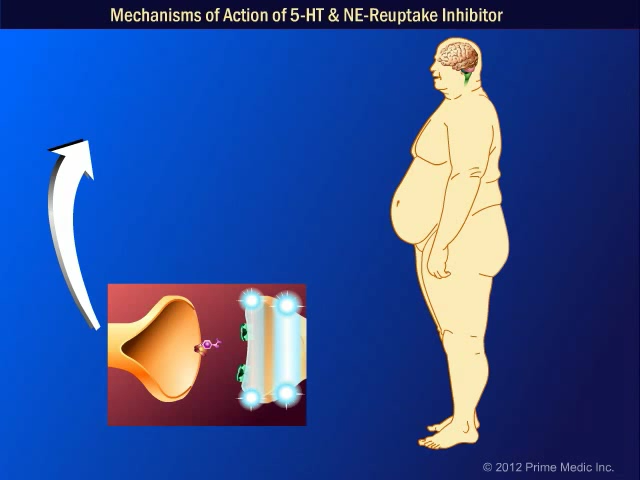 Mechanisms of Action of 5-HT & NE-Reuptake Inhibitor
© 2012 Prime Medic Inc.